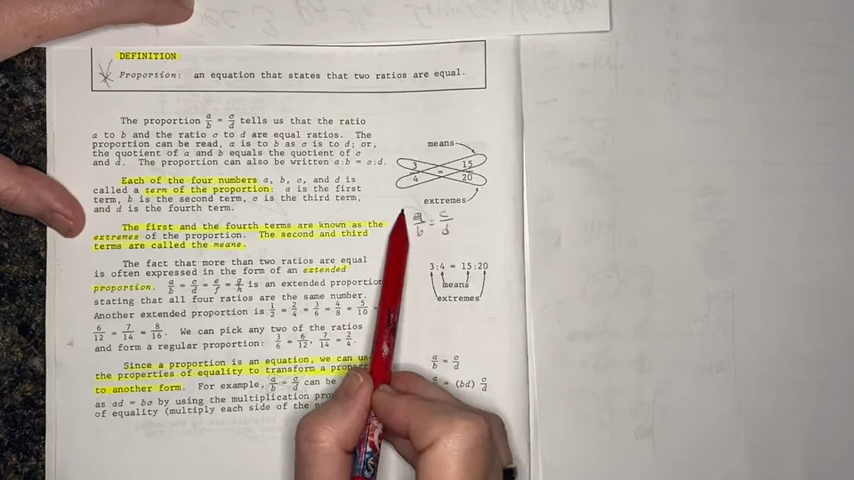 DEFINITION
Proportion: an equation that states that two ratios are equal.
The proportion a/b = c/d tells us that the ratio
a to b and the ratio c to d are equal ratios. The
proportion can be read, a is to b as c is to d; or,
the quotient of a and b equals the quotient of c
and d. The proportion can also be written a:b = c:d.
Each of the four numbers a, b, c, and d is
called a term of the proportion: a is the first
term, b is the second term, c is the third term,
and d is the fourth term.
The first and the fourth terms are known as the
extremes of the proportion. The second and third
terms are called the means.
The fact that more than two ratios are equal
is often expressed in the form of an extended
proportion. a/b = c/d = e/f = g/h is an extended proportion
stating that all four ratios are the same number.
Another extended proportion is 1/2 = 2/4 = 3/6 = 4/8 = 5/10 =
6/12 = 7/14 = 8/16. We can pick any two of the ratios
and form a regular proportion: 3/6 = 6/12, 7/14 = 2/4.
Since a proportion is an equation, we can
the properties of equality to transform a
to another form. For example, a/b = c/d can be
as ad = bc by using the multiplication
of equality (multiply each side of the
means
3/4 = 15/20
extremes
a/b = c/d
3:4 = 15:20
means
extremes
a/b = c/d
= (bd) c/d